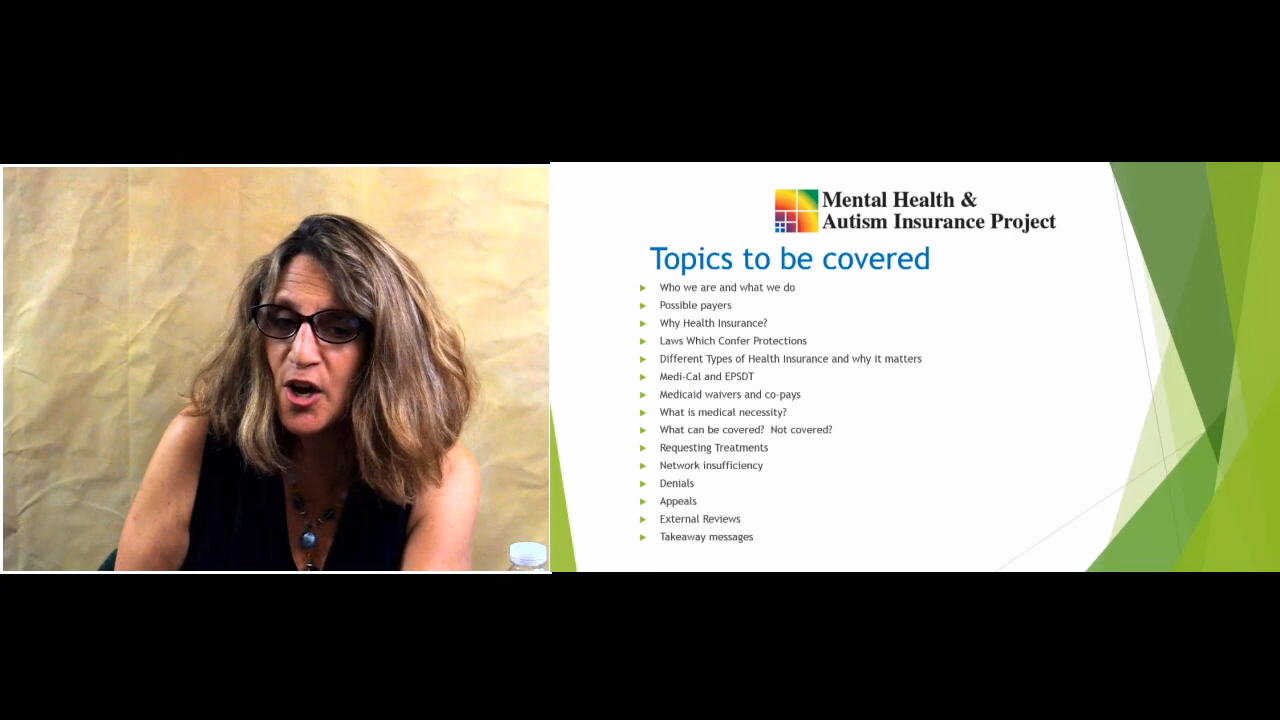 Mental Health &
Autism Insurance Project
Topics to be covered
Who we are and what we do
Possible payers
Why Health Insurance?
Laws Which Confer Protections
Different Types of Health Insurance and why it matters
Medi-Cal and EPSDT
Medicaid waivers and co-pays
What is medical necessity?
What can be covered?  Not covered?
Requesting Treatments
Network insufficiency
Denials
Appeals
External Reviews
Takeaway messages